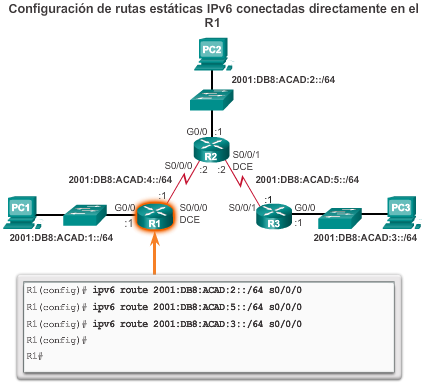 Configuración de rutas estáticas IPv6 conectadas directamente en el
R1
PC2
2001:DB8:ACAD:2::/64
G0/0
:1
R2
S0/0/0
:2
:2
S0/0/1
DCE
2001:DB8:ACAD:4::/64
2001:DB8:ACAD:5::/64
:1
S0/0/0
DCE
PC1
G0/0
:1
R1
2001:DB8:ACAD:1::/64
S0/0/1
:1
R3
G0/0
:1
PC3
2001:DB8:ACAD:3::/64
R1(config)# ipv6 route 2001:DB8:ACAD:2::/64 s0/0/0
R1(config)# ipv6 route 2001:DB8:ACAD:5::/64 s0/0/0
R1(config)# ipv6 route 2001:DB8:ACAD:3::/64 s0/0/0
R1(config)#
R1#